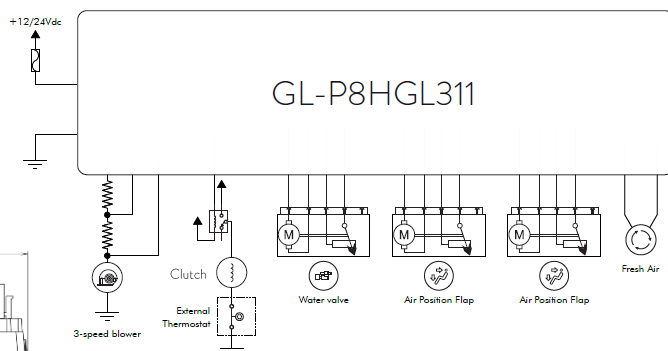 +12/24Vdc
GL-P8HGL311
M
M
M
Clutch
Fresh Air
Water valve
Air Position Flap
Air Position Flap
External
Thermostat
3-speed blower